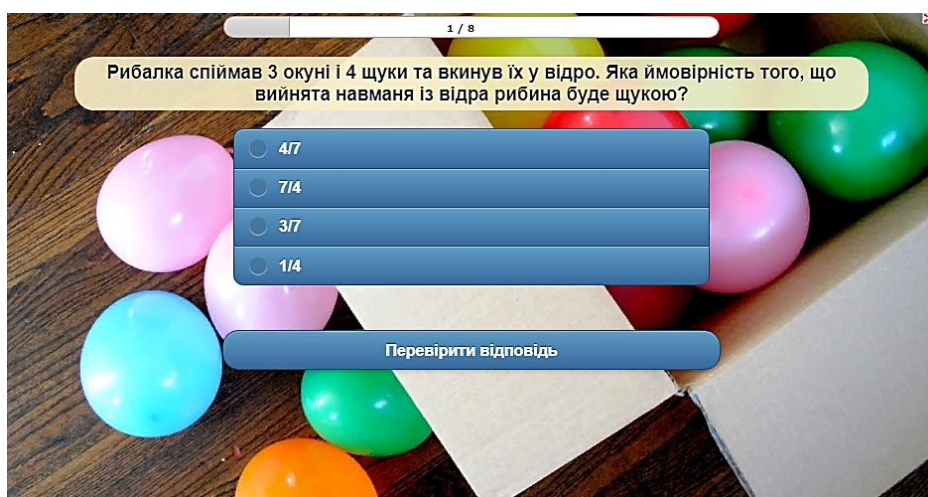 1 / 8
Рибалка спіймав 3 окуні і 4 щуки та вкинув їх у відро. Яка ймовірність того, що
вийнята навманя із відра рибина буде щукою?
4/7
7/4
3/7
1/4
Перевірити відповідь